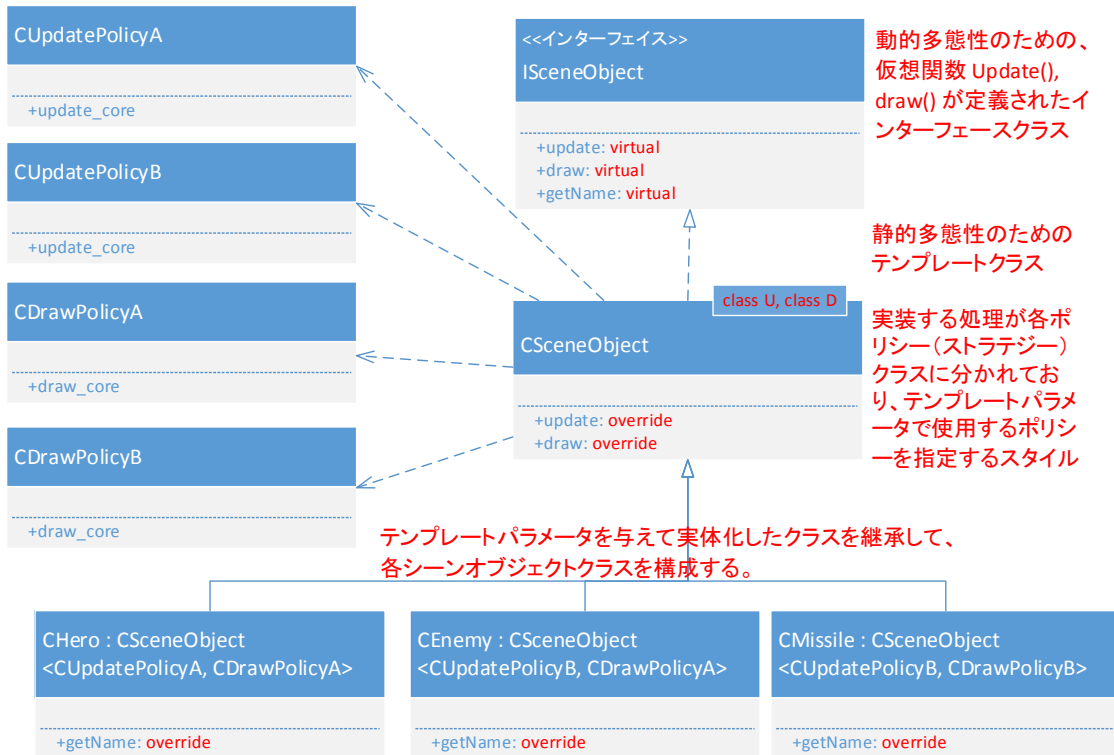 CUpdatePolicyA
+update_core
CUpdatePolicyB
+update_core
CDrawPolicyA
+draw_core
CDrawPolicyB
+draw_core
<<インターフェイス>>
ISceneObject
+update: virtual
+draw: virtual
+getName: virtual
動的多態性のための、
仮想関数 Update(),
draw() が定義されたイ
ンターフェースクラス
静的多態性のための
テンプレートクラス
class U, class D
CSceneObject
+update: override
+draw: override
実装する処理が各ポ
リシー（ストラテジー）
クラスに分かれてお
り、テンプレートパラメ
ータで使用するポリシ
ーを指定するスタイル
テンプレートパラメータを与えて実体化したクラスを継承して、
各シーンオブジェクトクラスを構成する。
CHero : CSceneObject
<CUpdatePolicyA, CDrawPolicyA>
+getName: override
CEnemy : CSceneObject
<CUpdatePolicyB, CDrawPolicyA>
+getName: override
CMissile : CSceneObject
<CUpdatePolicyB, CDrawPolicyB>
+getName: override